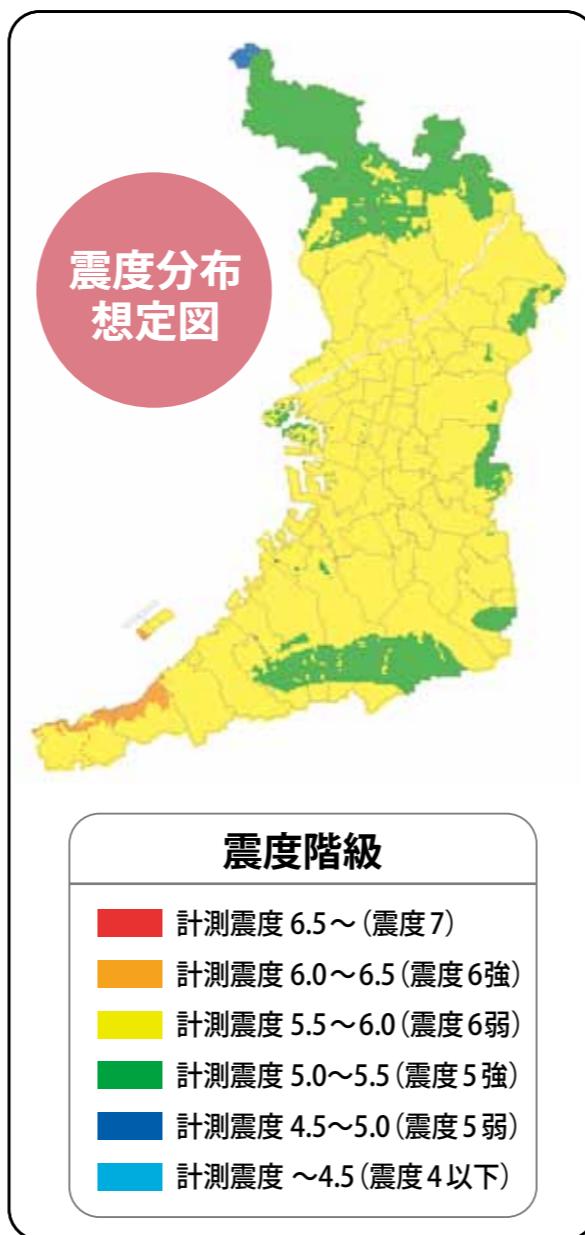 震度分布
想定図
震度階級
計測震度 6.5～（震度7）
計測震度 6.0～6.5（震度6強）
計測震度 5.5～6.0（震度6弱）
計測震度 5.0～5.5（震度5強）
計測震度 4.5～5.0（震度5弱）
計測震度 ～4.5（震度4以下）